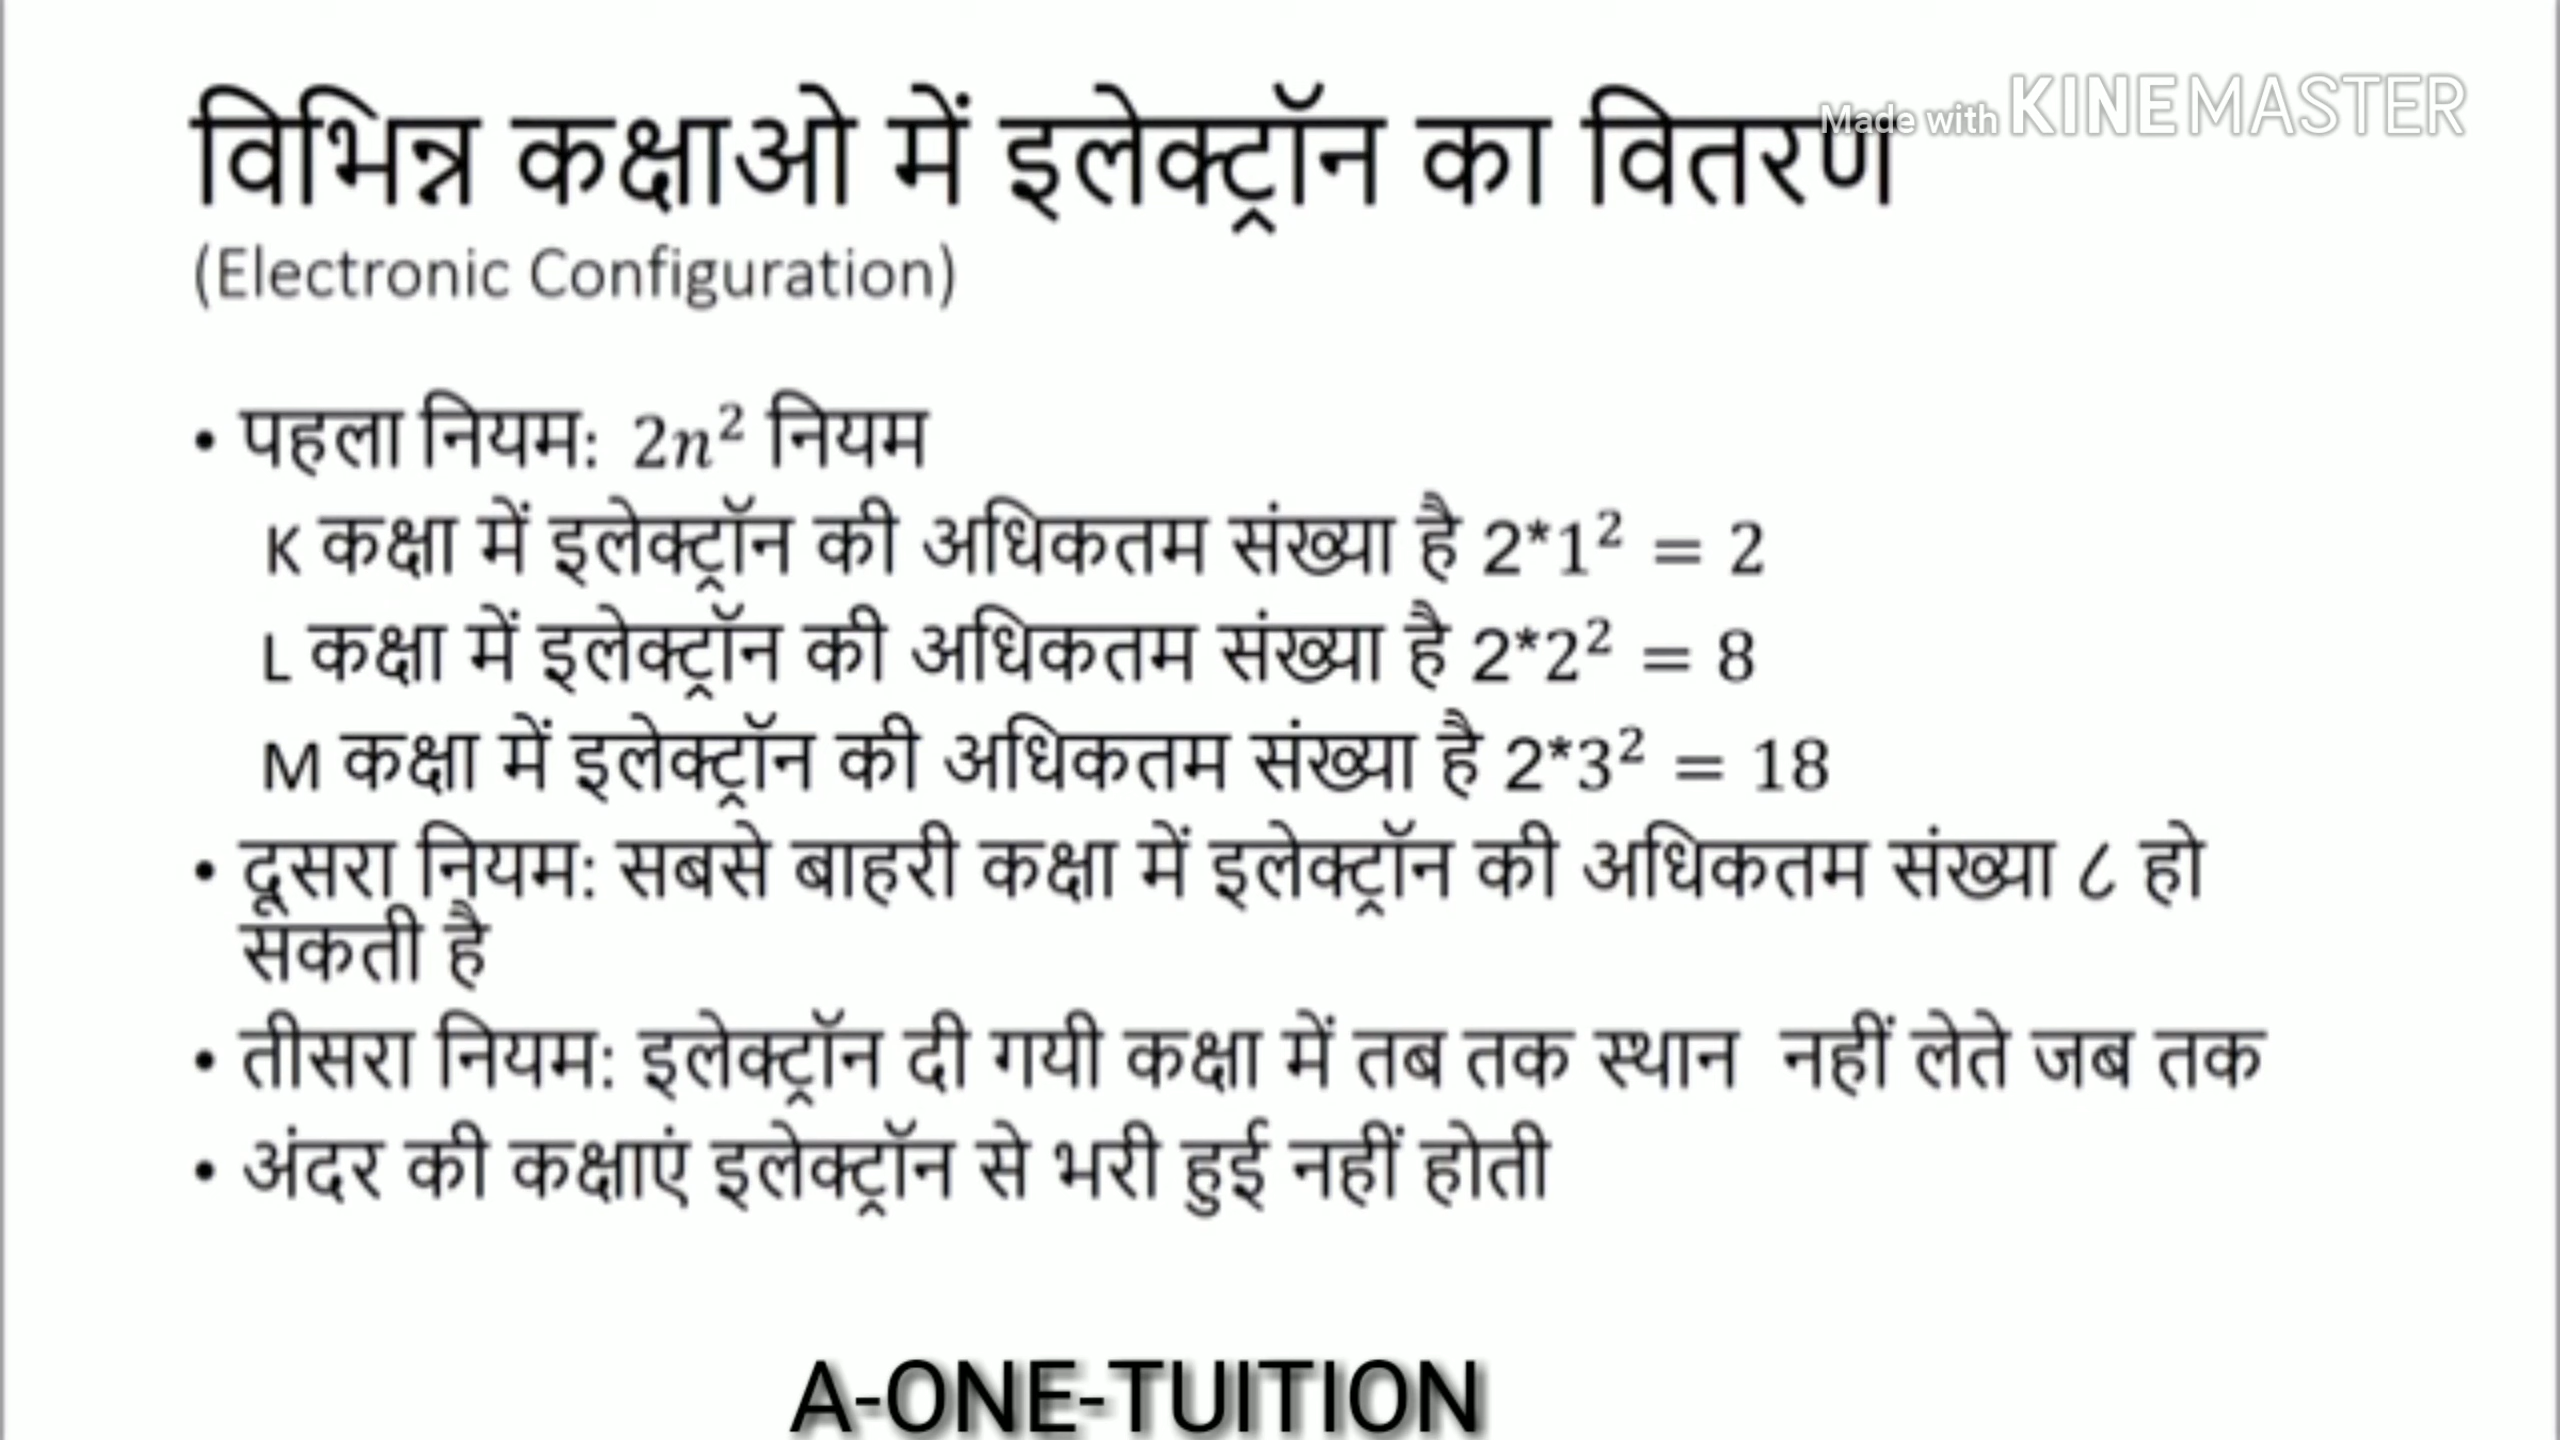 विभिन्न कक्षाओ में इलेक्ट्रॉन का वितरण
Made with KINEMASTER
(Electronic Configuration)
• पहला नियम: 2n² नियम
K कक्षा में इलेक्ट्रॉन की अधिकतम संख्या है 2*1² = 2
L कक्षा में इलेक्ट्रॉन की अधिकतम संख्या है 2*2² = 8
M कक्षा में इलेक्ट्रॉन की अधिकतम संख्या है 2*3² = 18
• दूसरा नियम: सबसे बाहरी कक्षा में इलेक्ट्रॉन की अधिकतम संख्या ८ हो
सकती है
• तीसरा नियम: इलेक्ट्रॉन दी गयी कक्षा में तब तक स्थान नहीं लेते जब तक
• अंदर की कक्षाएं इलेक्ट्रॉन से भरी हुई नहीं होती
A-ONE-TUITION